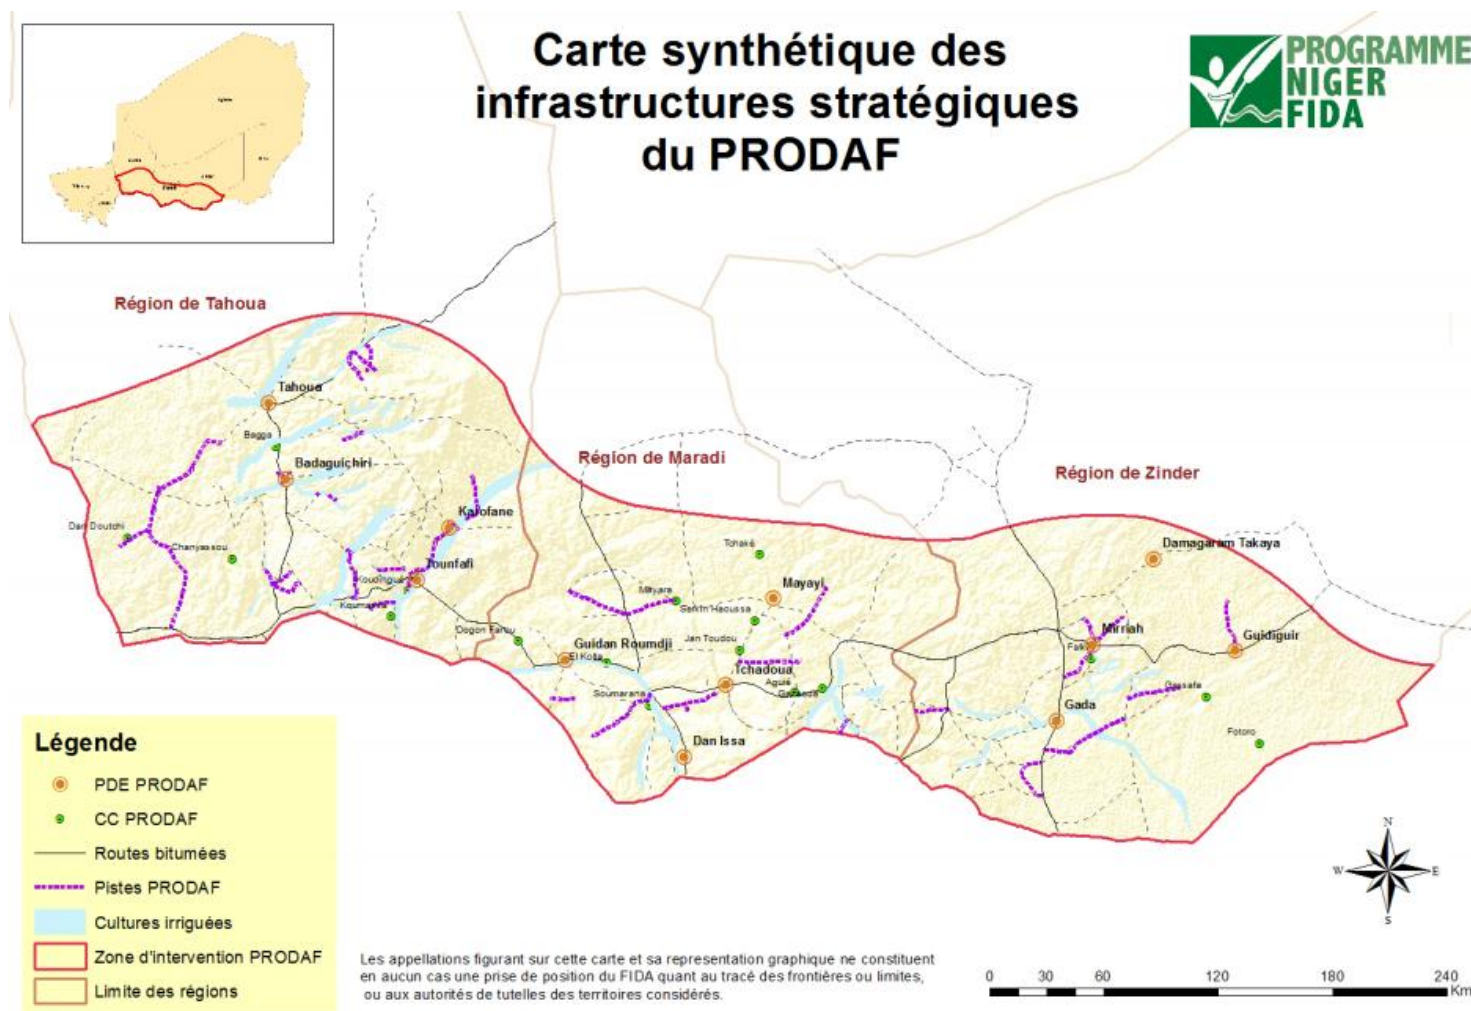 Carte synthétique des
infrastructures stratégiques
du PRODAF
PROGRAMME
NIGER
FIDA
Région de Tahoua
Région de Maradi
Région de Zinder
Tahoua
Bagga
Badaguichiri
Karofane
Dan Doutchi
Chanyassou
Tounfafi
Koumassa
Dogon Farou
Guidan Roumdji
El Kolta
Soumarana
Dan Issa
Tchadoua
Aguié
Jan Toudou
Serkin'Haoussa
Mayara
Tchaké
Mayayi
Damagaram Takaya
Mirriah
Guidiguir
Gada
Gassafa
Fotoro
Légende
PDE PRODAF
CC PRODAF
Routes bitumées
Pistes PRODAF
Cultures irriguées
Zone d'intervention PRODAF
Limite des régions
Les appellations figurant sur cette carte et sa representation graphique ne constituent
en aucun cas une prise de position du FIDA quant au tracé des frontières ou limites,
ou aux autorités de tutelles des territoires considérés.
N
W E
S
0 30 60 120 180 240
Km